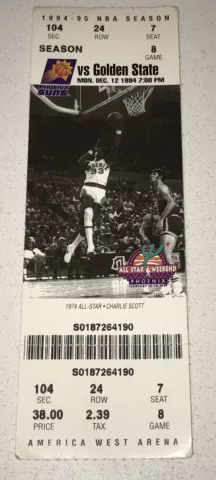 1994-95 NBA SEASON
104 24 7
SEC. ROW SEAT
SEASON 8
GAME
PHOENIX SUNS
vs Golden State
MON. DEC. 12 1994 7:00 PM
33
ALL STAR WEEKEND
PHOENIX
1974 ALL-STAR • CHARLIE SCOTT
S0187264190
S0187264190
104 24 7
SEC. ROW SEAT
38.00 2.39 8
PRICE TAX GAME
AMERICA WEST ARENA